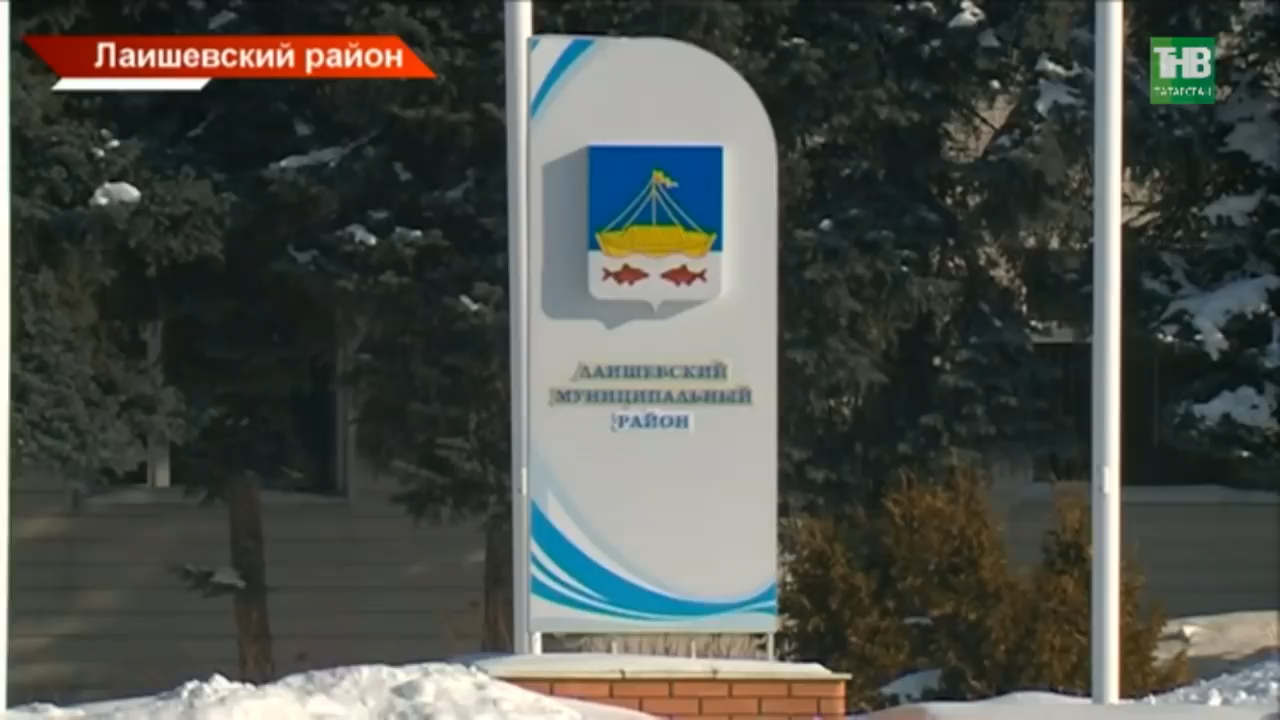 Лаишевский район
ТНВ
ТАТАРСТАН
ЛАИШЕВСКИЙ
МУНИЦИПАЛЬНЫЙ
РАЙОН